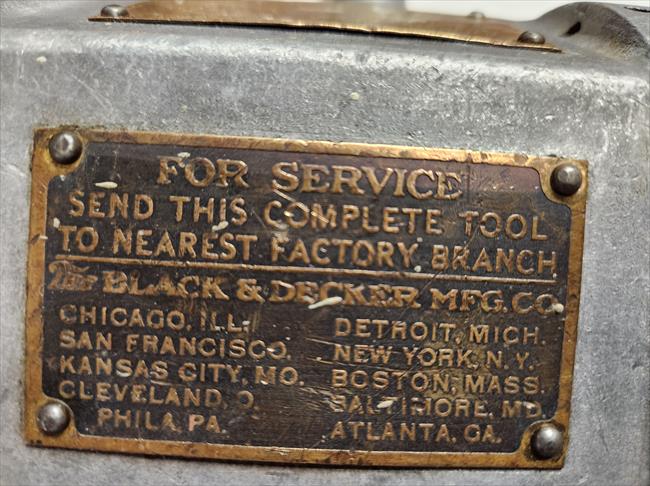 FOR SERVICE
SEND THIS COMPLETE TOOL
TO NEAREST FACTORY BRANCH
The BLACK & DECKER MFG. CO.
CHICAGO, ILL.
SAN FRANCISCO,
KANSAS CITY, MO.
CLEVELAND, O.
PHILA, PA.
DETROIT, MICH.
NEW YORK, N.Y.
BOSTON, MASS.
BALTIMORE, MD.
ATLANTA, GA.